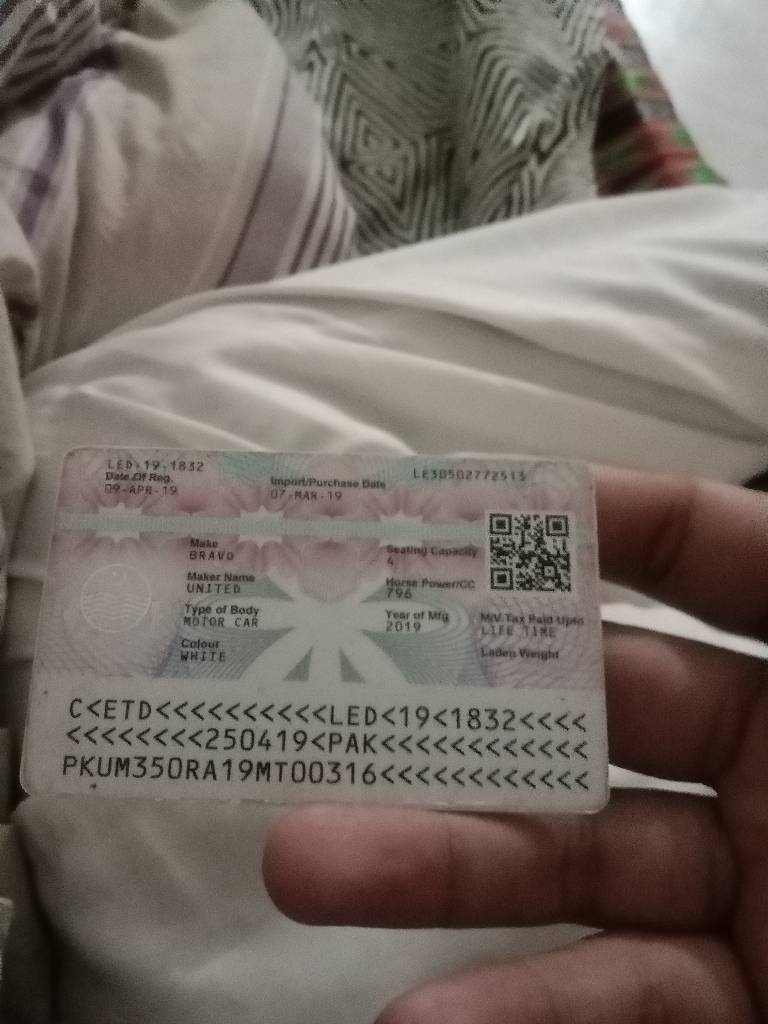 LED-19-1832
LE30502772513
Date Of Reg.
09-APR-19
Import/Purchase Date
07-MAR-19
Make
BRAVO
Seating Capacity
4
Maker Name
UNITED
Horse Power/CC
796
Type of Body
MOTOR CAR
Year of Mfg
2019
M/V Tax Paid Upto
LIFE TIME
Colour
WHITE
Laden Weight
C<ETD<<<<<<<<<<<LED<19<1832<<<<
<<<<<<<<<250419<PAK<<<<<<<<<<<<
PKUM350RA19MT00316<<<<<<<<<<<<